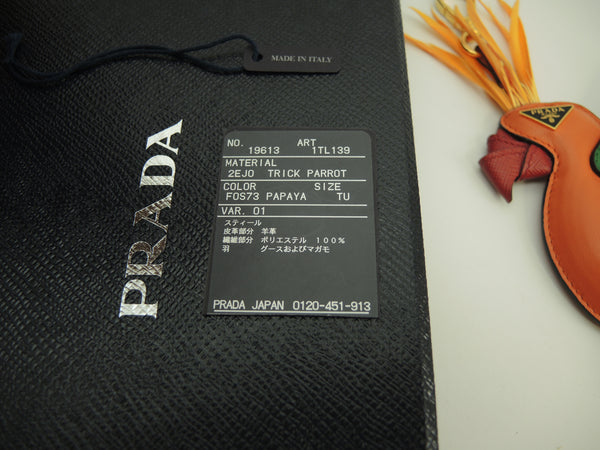 MADE IN ITALY
PRADA
PRADA
NO. ART
19613 1TL139
MATERIAL
2EJO TRICK PARROT
COLOR SIZE
F0S73 PAPAYA TU
VAR. 01
スティール
皮革部分 羊革
繊維部分 ポリエステル 100%
羽 グースおよびマガモ
PRADA JAPAN 0120-451-913